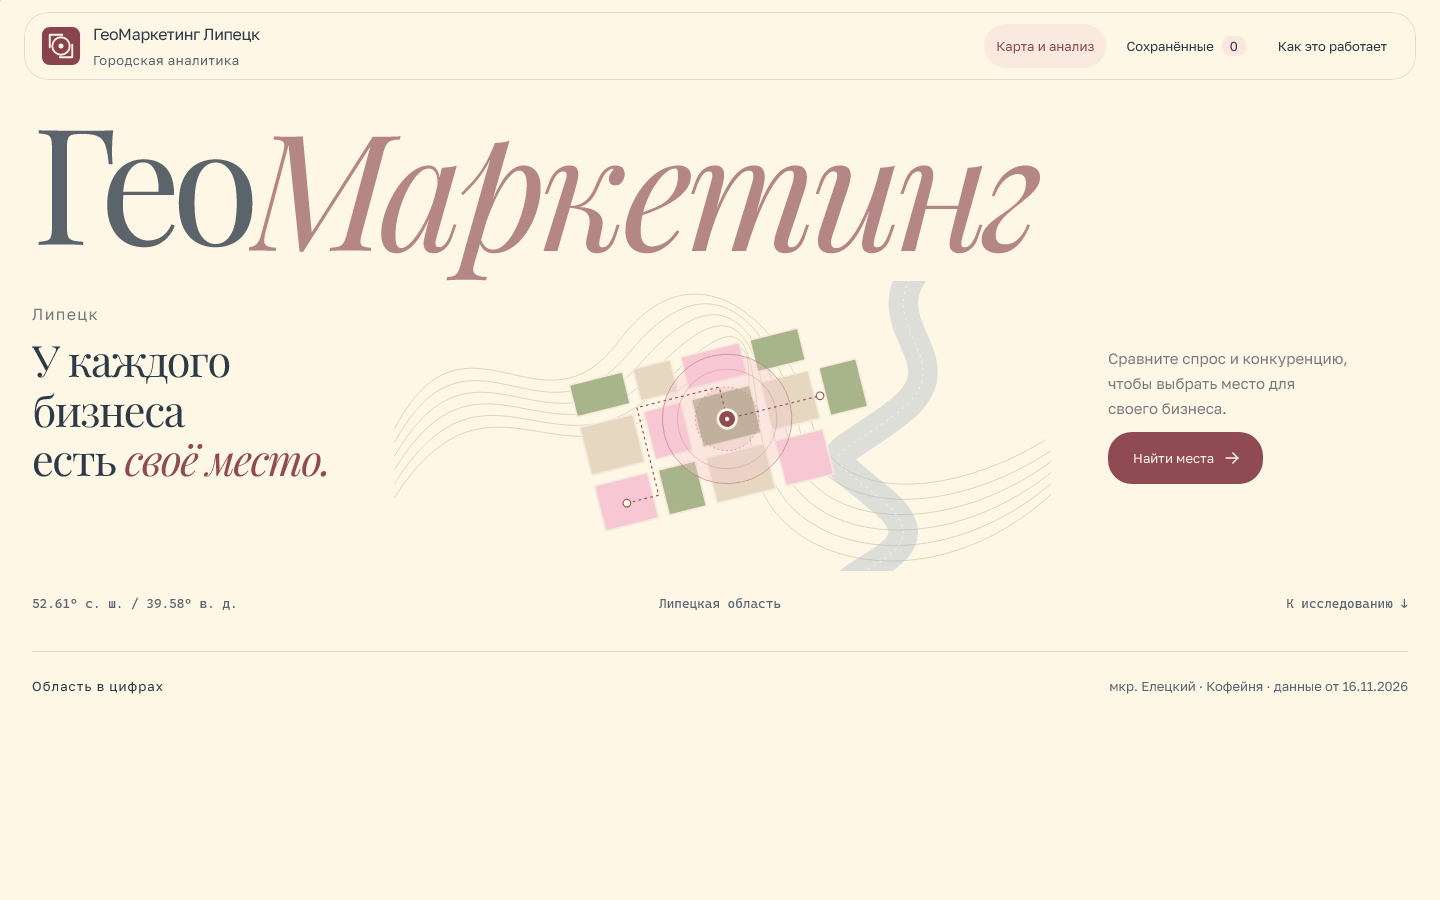 ГеоМаркетинг Липецк
Городская аналитика
Карта и анализ
Сохранённые 0
Как это работает
ГеоМаркетинг
Липецк
У каждого
бизнеса
есть своё место.
Сравните спрос и конкуренцию,
чтобы выбрать место для
своего бизнеса.
Найти места →
52.61° с. ш. / 39.58° в. д.
Липецкая область
К исследованию ↓
Область в цифрах
мкр. Елецкий · Кофейня · данные от 16.11.2026